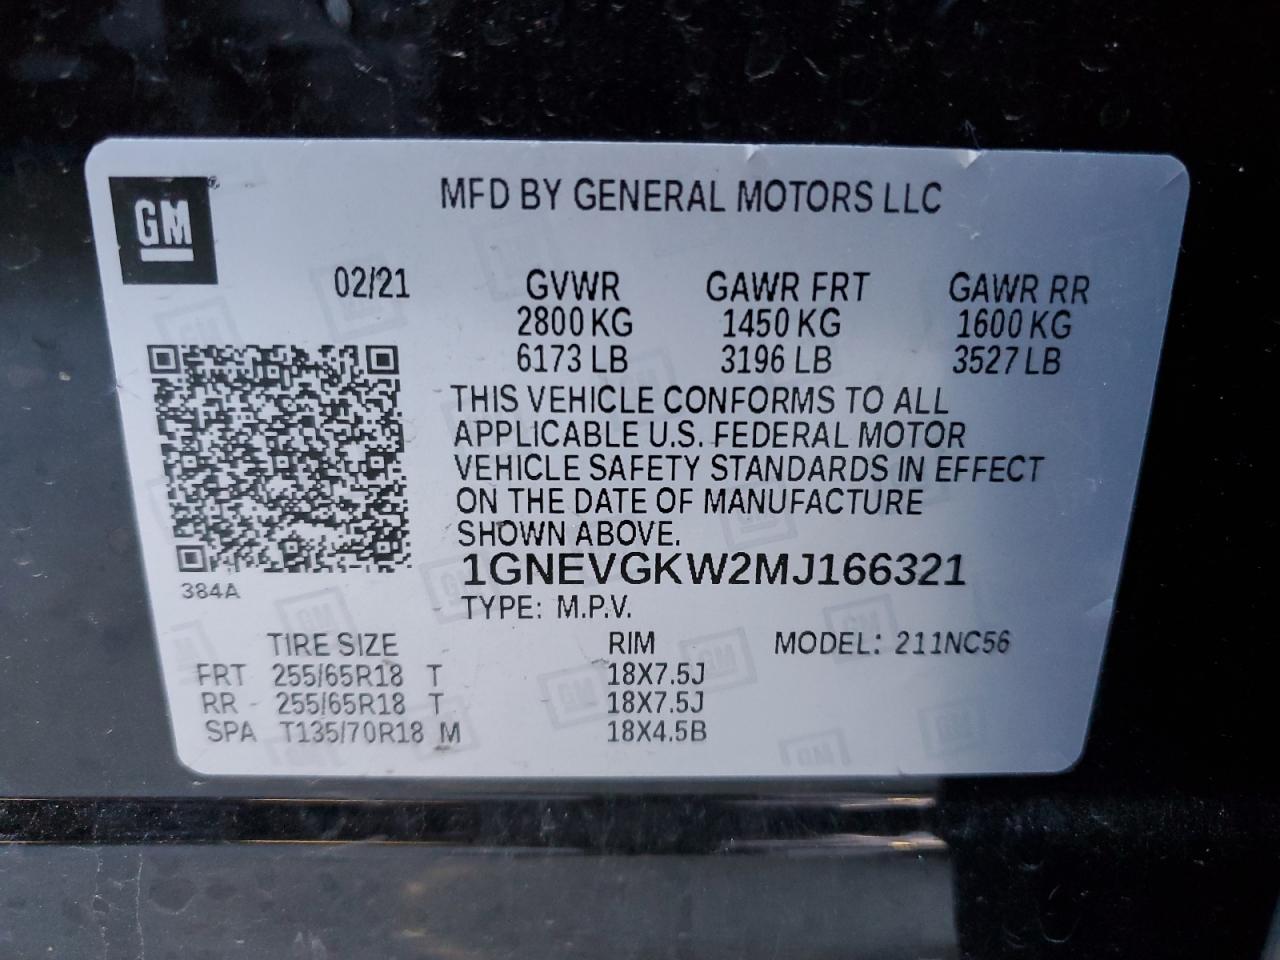 GM
MFD BY GENERAL MOTORS LLC
02/21 GVWR GAWR FRT GAWR RR
2800 KG 1450 KG 1600 KG
6173 LB 3196 LB 3527 LB
THIS VEHICLE CONFORMS TO ALL
APPLICABLE U.S. FEDERAL MOTOR
VEHICLE SAFETY STANDARDS IN EFFECT
ON THE DATE OF MANUFACTURE
SHOWN ABOVE.
1GNEVGKW2MJ166321
384A
TYPE: M.P.V.
TIRE SIZE RIM MODEL: 211NC56
FRT 255/65R18 T 18X7.5J
RR 255/65R18 T 18X7.5J
SPA T135/70R18 M 18X4.5B